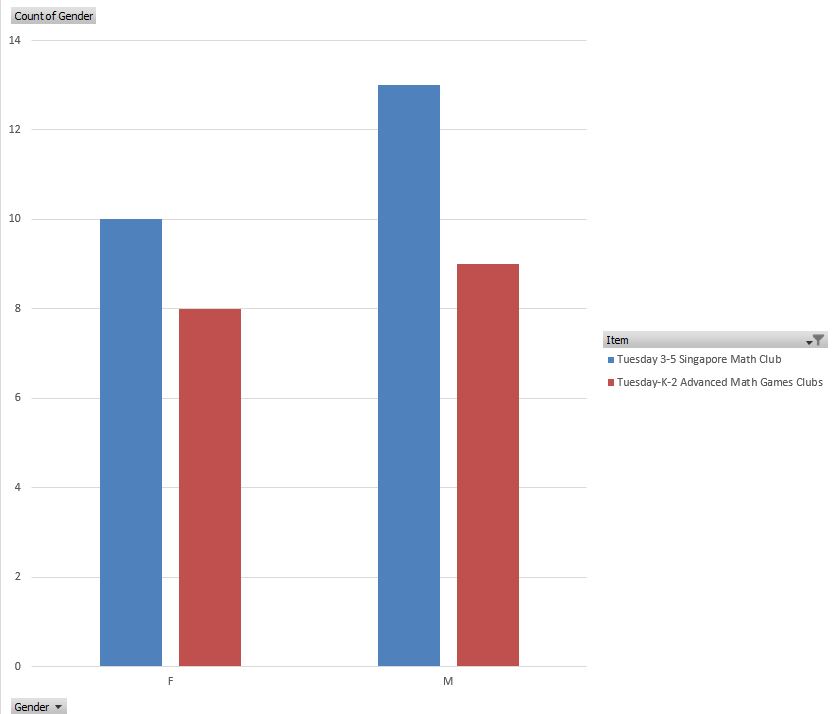 Count of Gender
14
12
10
8
6
4
2
0
F M
Gender
Item
Tuesday 3-5 Singapore Math Club
Tuesday-K-2 Advanced Math Games Clubs